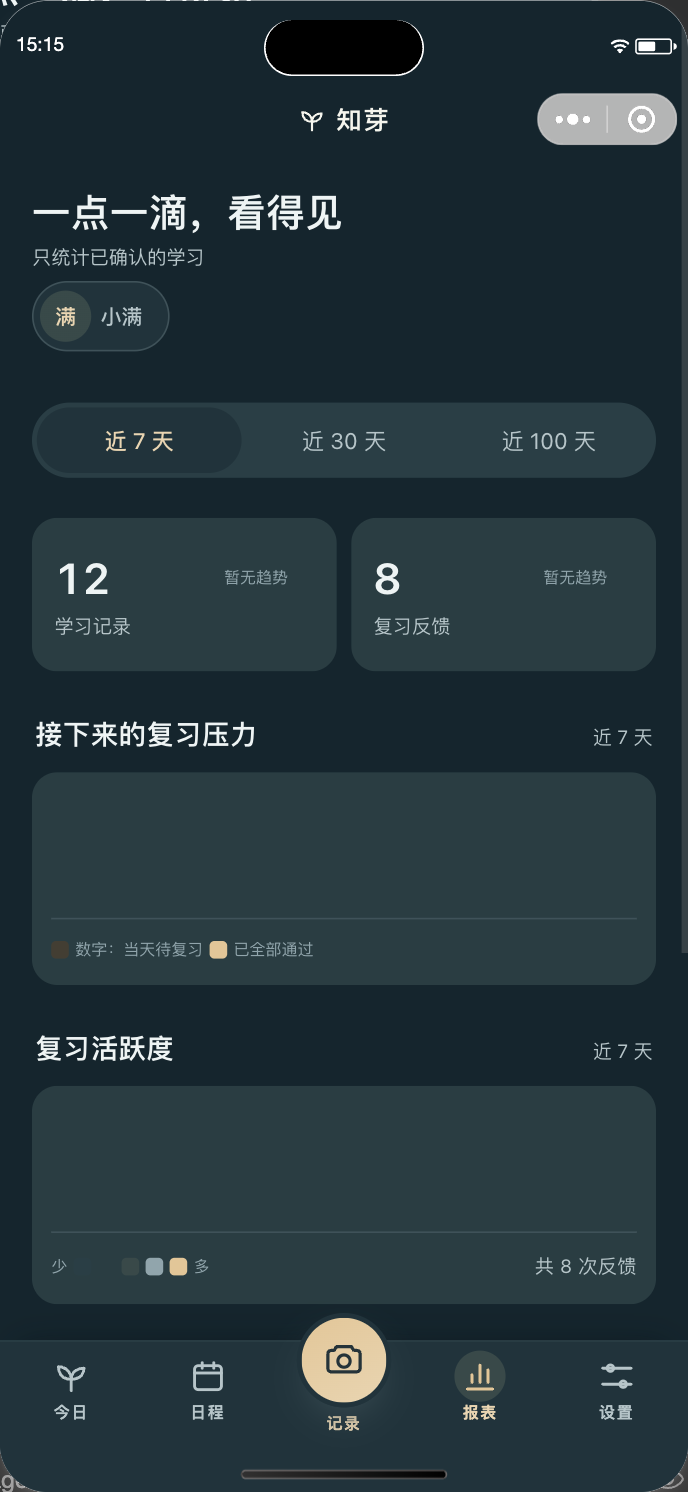 15:15
知芽
一点一滴，看得见
只统计已确认的学习
满 小满
近 7 天 近 30 天 近 100 天
12 暂无趋势
学习记录
8 暂无趋势
复习反馈
接下来的复习压力 近 7 天
数字：当天待复习 已全部通过
复习活跃度 近 7 天
少 多 共 8 次反馈
今日 日程 记录 报表 设置